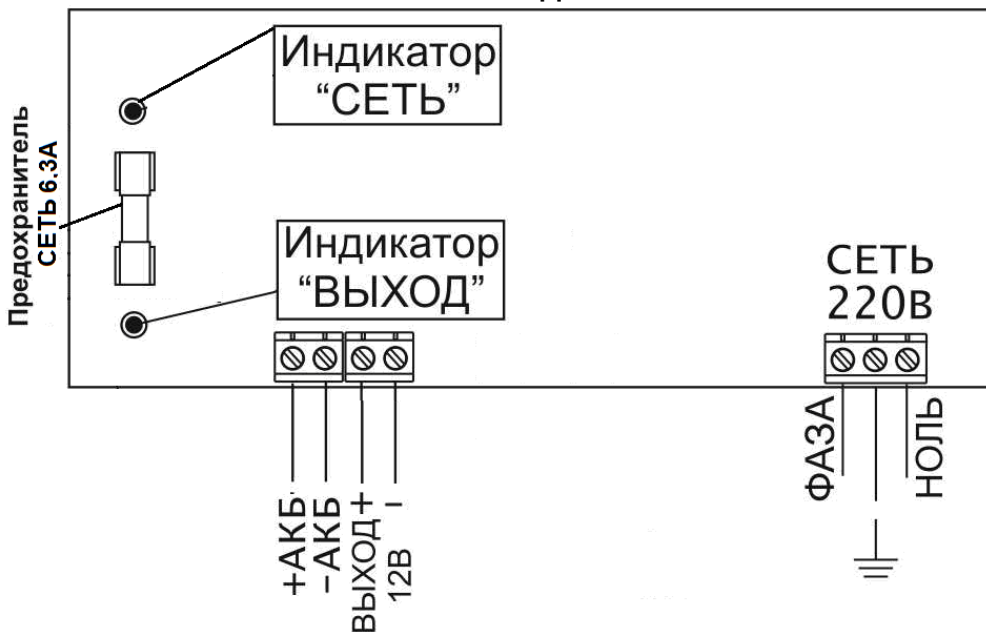 Индикатор
“СЕТЬ”
Предохранитель
СЕТЬ 6.3А
Индикатор
“ВЫХОД”
СЕТЬ
220В
+АКБ
−АКБ
ВЫХОД +
12В −
ФАЗА
НОЛЬ